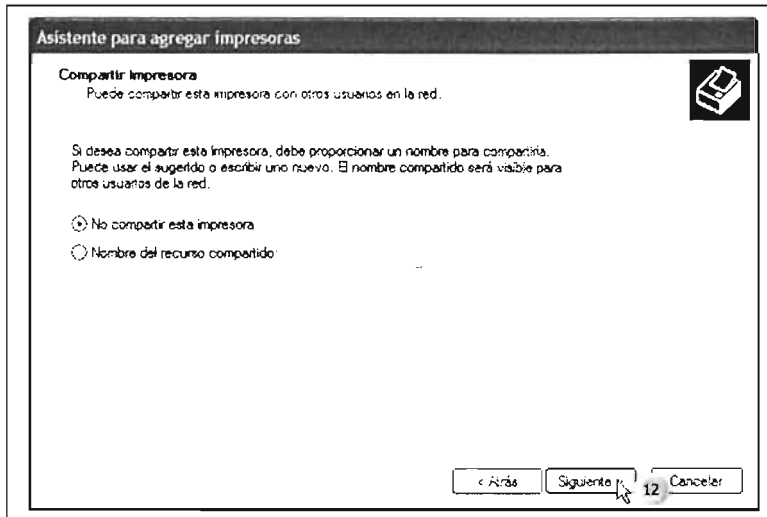 Asistente para agregar impresoras
Compartir impresora
Puede compartir esta impresora con otros usuarios en la red.
Si desea compartir esta impresora, debe proporcionar un nombre para compartirla.
Puede usar el sugerido o escribir uno nuevo. El nombre compartido será visible para
otros usuarios de la red.
No compartir esta impresora
Nombre del recurso compartido:
< Atrás Siguiente > 12 Cancelar